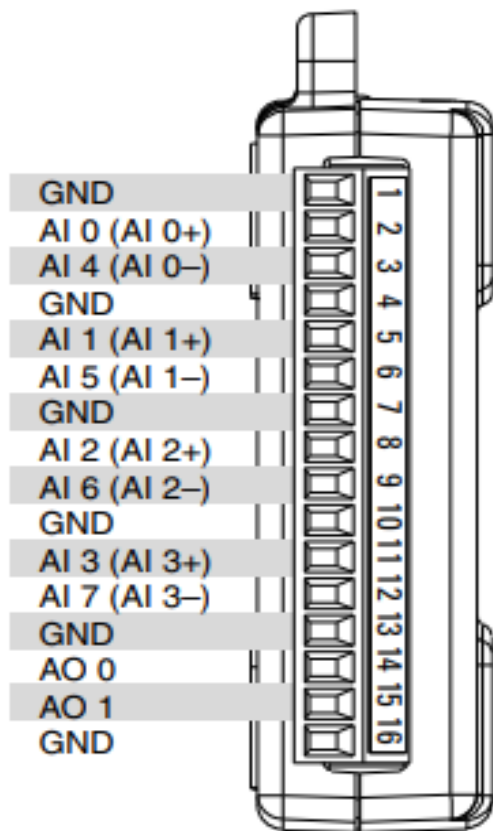 GND 1
AI 0 (AI 0+) 2
AI 4 (AI 0–) 3
GND 4
AI 1 (AI 1+) 5
AI 5 (AI 1–) 6
GND 7
AI 2 (AI 2+) 8
AI 6 (AI 2–) 9
GND 10
AI 3 (AI 3+) 11
AI 7 (AI 3–) 12
GND 13
AO 0 14
AO 1 15
GND 16